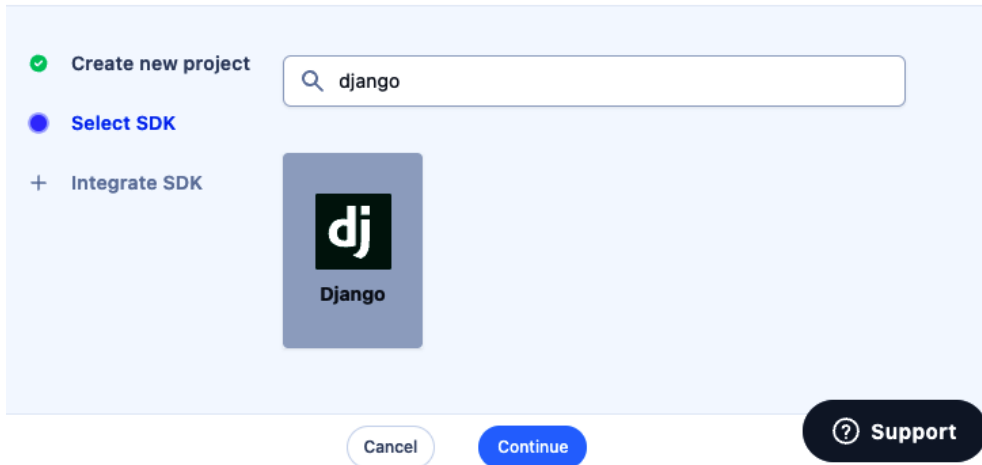 Create new project
Select SDK
Integrate SDK
django
dj
Django
Cancel
Continue
Support